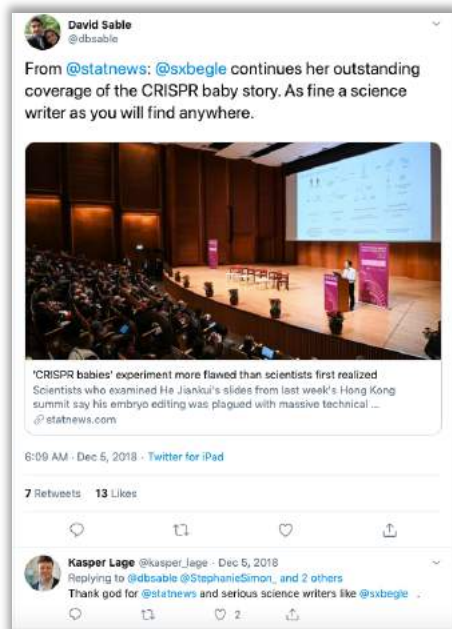 David Sable
@dbsable
From @statnews: @sxbegle continues her outstanding
coverage of the CRISPR baby story. As fine a science
writer as you will find anywhere.
'CRISPR babies' experiment more flawed than scientists first realized
Scientists who examined He Jiankui's slides from last week's Hong Kong
summit say his embryo editing was plagued with massive technical ...
statnews.com
6:09 AM · Dec 5, 2018 · Twitter for iPad
7 Retweets 13 Likes
Kasper Lage @kasper_lage · Dec 5, 2018
Replying to @dbsable @StephanieSimon_ and 2 others
Thank god for @statnews and serious science writers like @sxbegle .
2